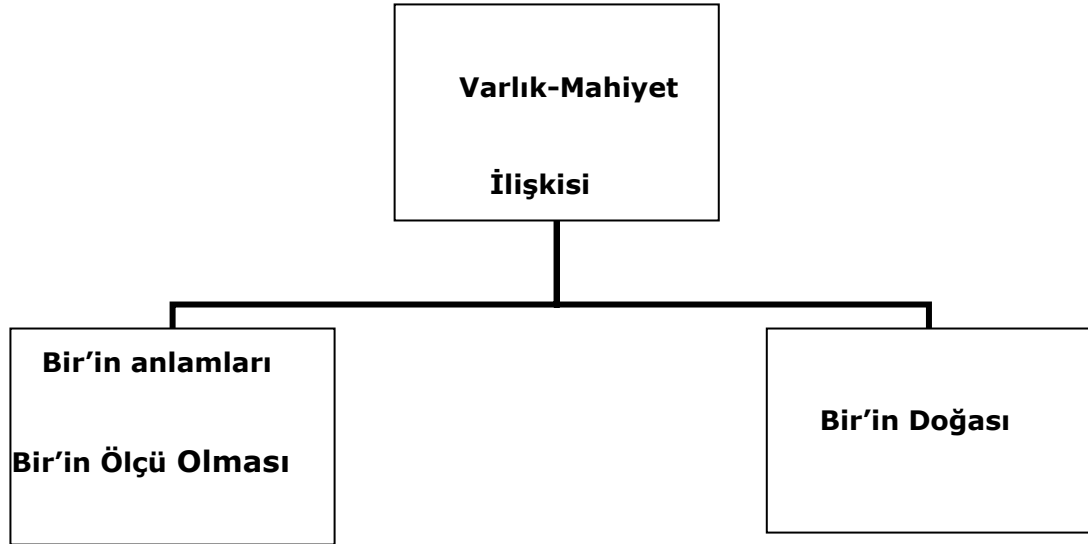 Varlık-Mahiyet
İlişkisi
Bir’in anlamları
Bir’in Ölçü Olması
Bir’in Doğası